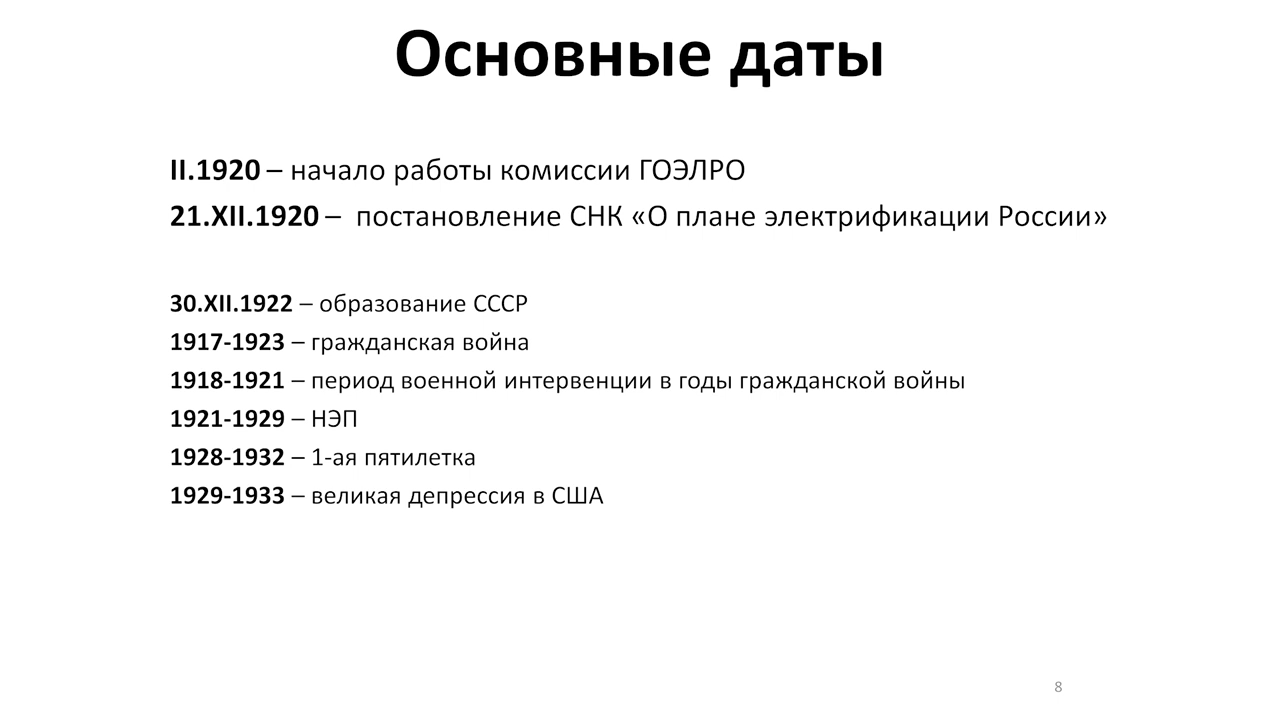 Основные даты
II.1920 – начало работы комиссии ГОЭЛРО
21.XII.1920 – постановление СНК «О плане электрификации России»
30.XII.1922 – образование СССР
1917-1923 – гражданская война
1918-1921 – период военной интервенции в годы гражданской войны
1921-1929 – НЭП
1928-1932 – 1-ая пятилетка
1929-1933 – великая депрессия в США
8